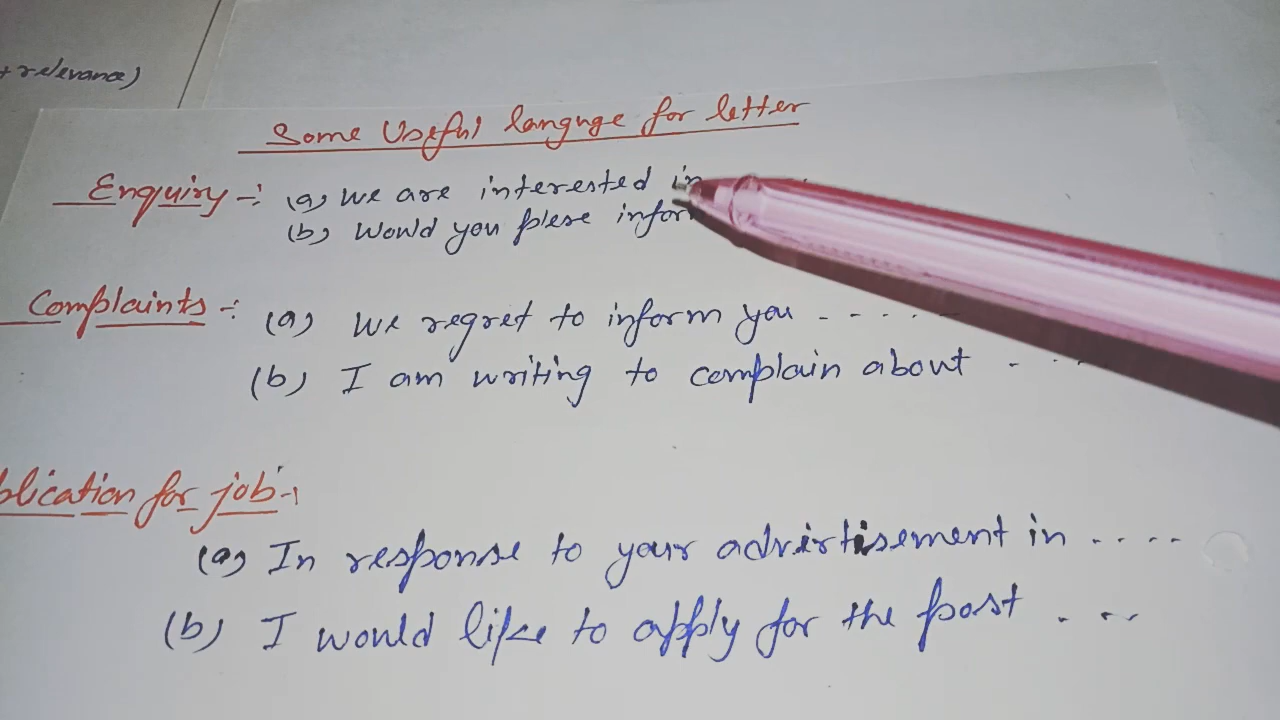 + relevance)
Some Useful langnge for letter
Enquiry -: (a) We are interested in
(b) Would you plese infor
Complaints :- (a) We regret to inform you - - - - - -
(b) I am writing to complain about - - -
plication for job -:
(a) In response to your advirtisement in - - - - -
(b) I would like to apply for the post - - -